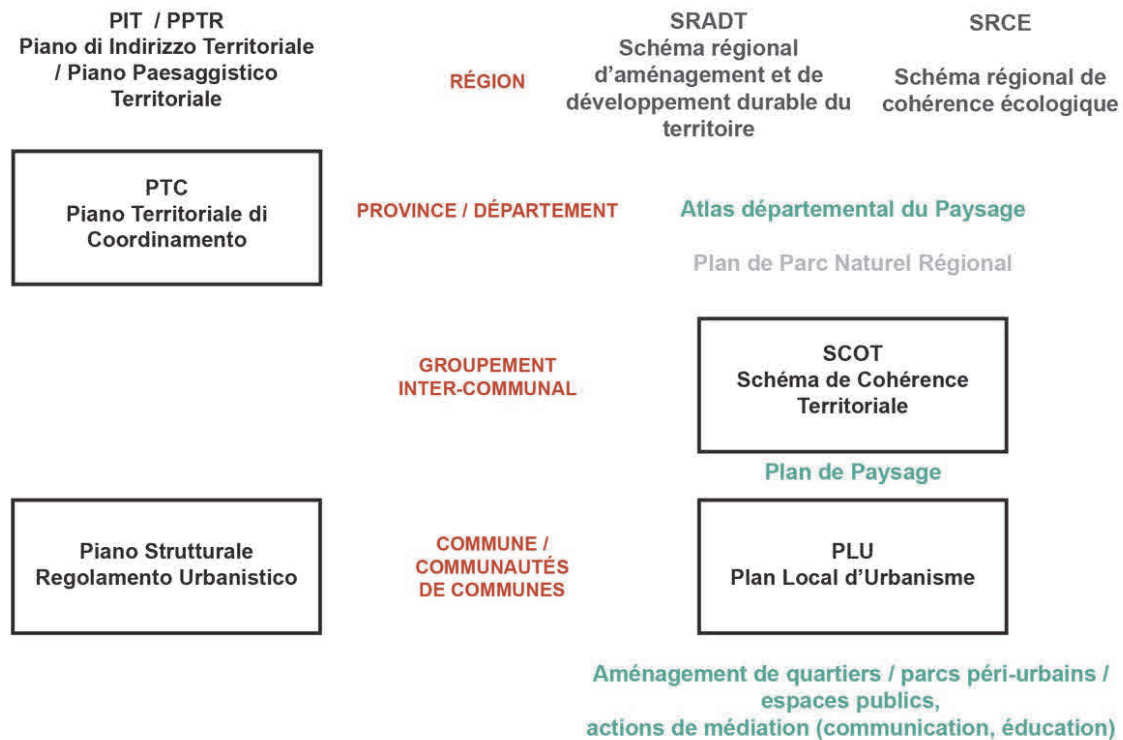 PIT / PPTR
Piano di Indirizzo Territoriale
/ Piano Paesaggistico
Territoriale
RÉGION
SRADT
Schéma régional
d'aménagement et de
développement durable du
territoire
SRCE
Schéma régional de
cohérence écologique
PTC
Piano Territoriale di
Coordinamento
PROVINCE / DÉPARTEMENT
Atlas départemental du Paysage
Plan de Parc Naturel Régional
GROUPEMENT
INTER-COMMUNAL
SCOT
Schéma de Cohérence
Territoriale
Plan de Paysage
Piano Strutturale
Regolamento Urbanistico
COMMUNE /
COMMUNAUTÉS
DE COMMUNES
PLU
Plan Local d'Urbanisme
Aménagement de quartiers / parcs péri-urbains /
espaces publics,
actions de médiation (communication, éducation)